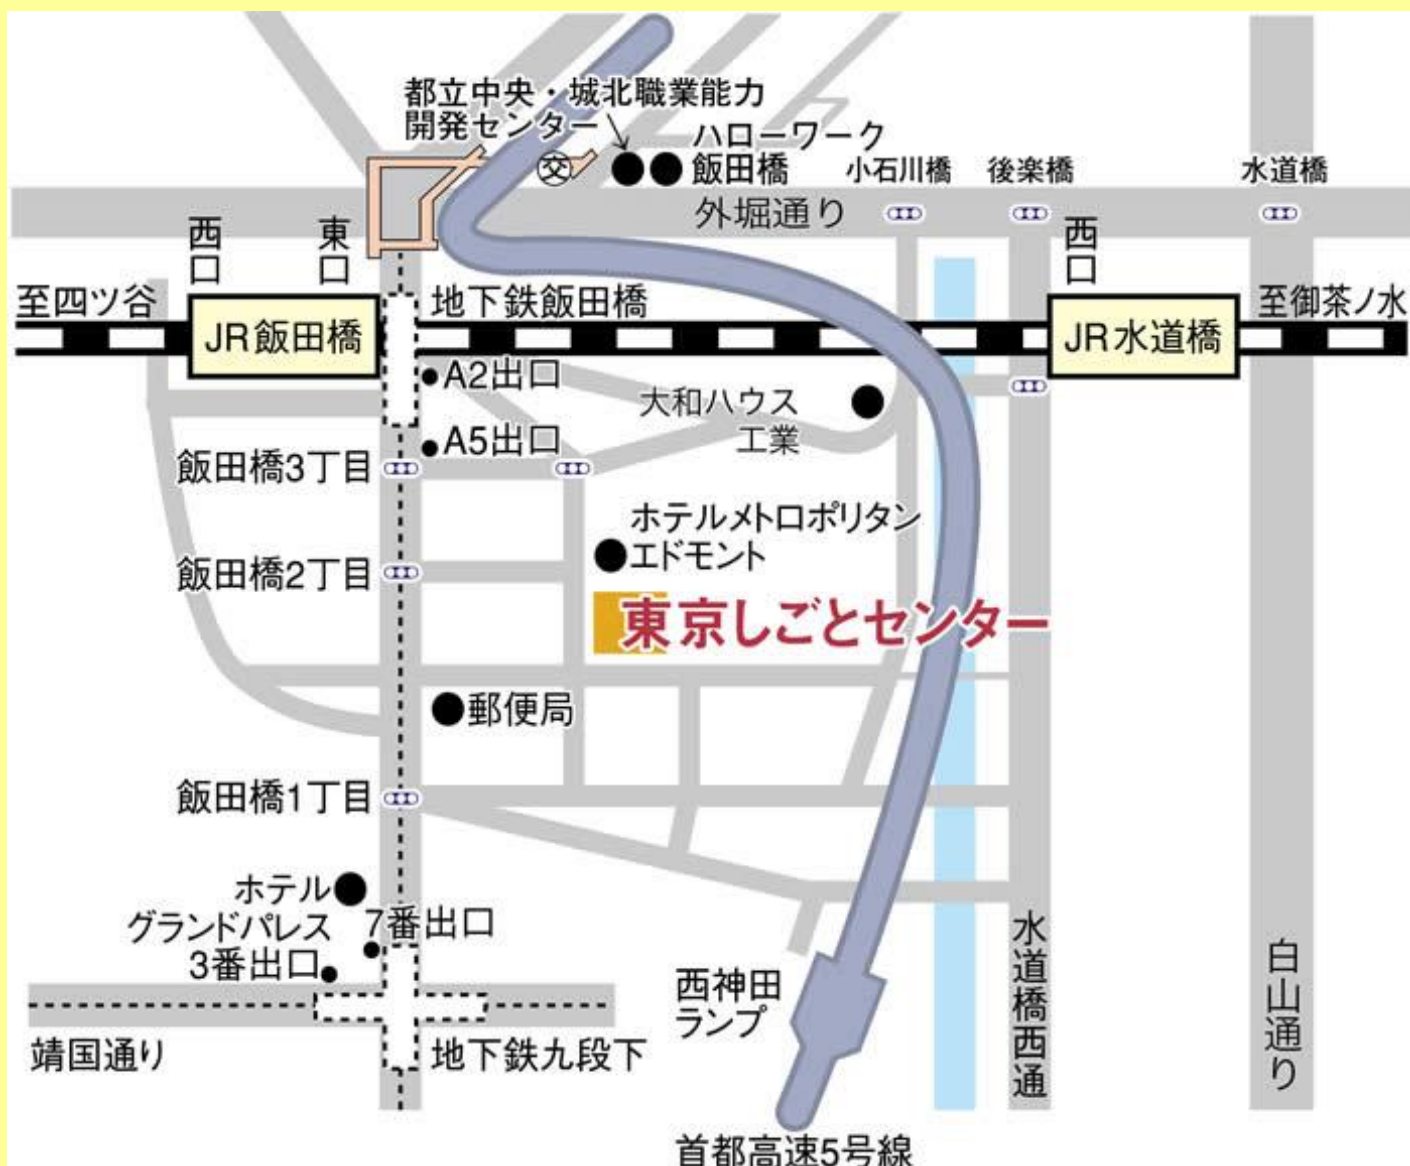 都立中央・城北職業能力
開発センター
交
ハローワーク
飯田橋
小石川橋
後楽橋
水道橋
外堀通り
西口
東口
西口
至四ツ谷
JR飯田橋
地下鉄飯田橋
JR水道橋
至御茶ノ水
A2出口
大和ハウス
工業
A5出口
飯田橋3丁目
ホテルメトロポリタン
エドモント
飯田橋2丁目
東京しごとセンター
郵便局
飯田橋1丁目
ホテル
グランドパレス
7番出口
3番出口
西神田
ランプ
水道橋西通
白山通り
靖国通り
地下鉄九段下
首都高速5号線